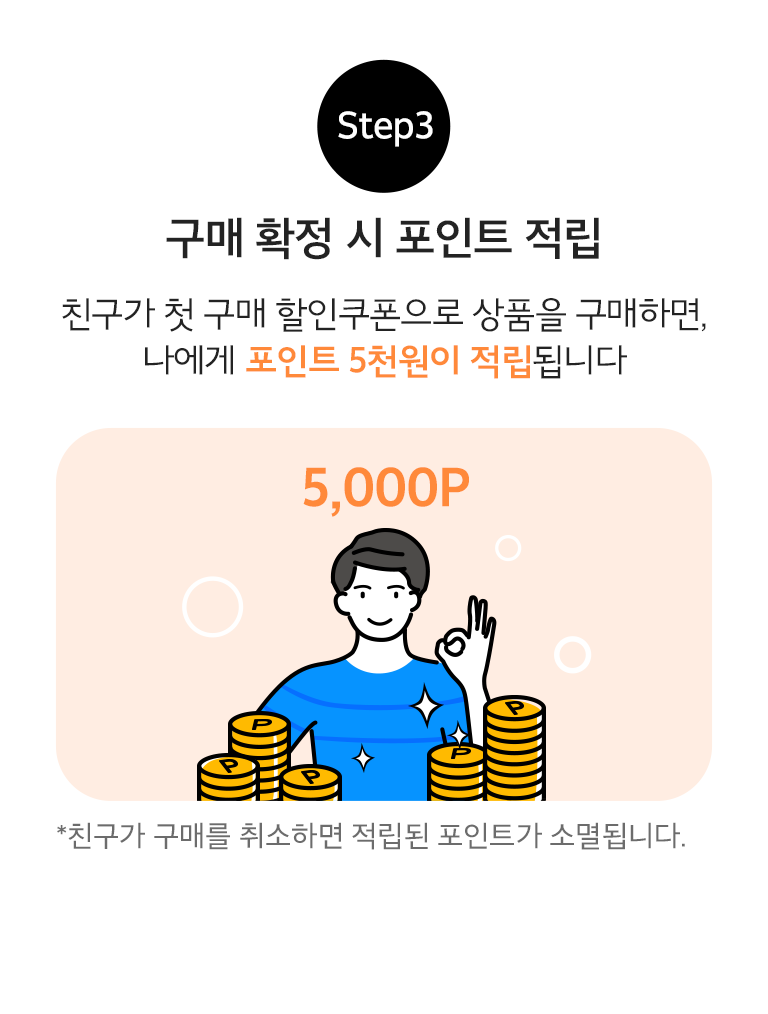 Step3
구매 확정 시 포인트 적립
친구가 첫 구매 할인쿠폰으로 상품을 구매하면,
나에게 포인트 5천원이 적립됩니다
5,000P
P
P
P
P
P
*친구가 구매를 취소하면 적립된 포인트가 소멸됩니다.